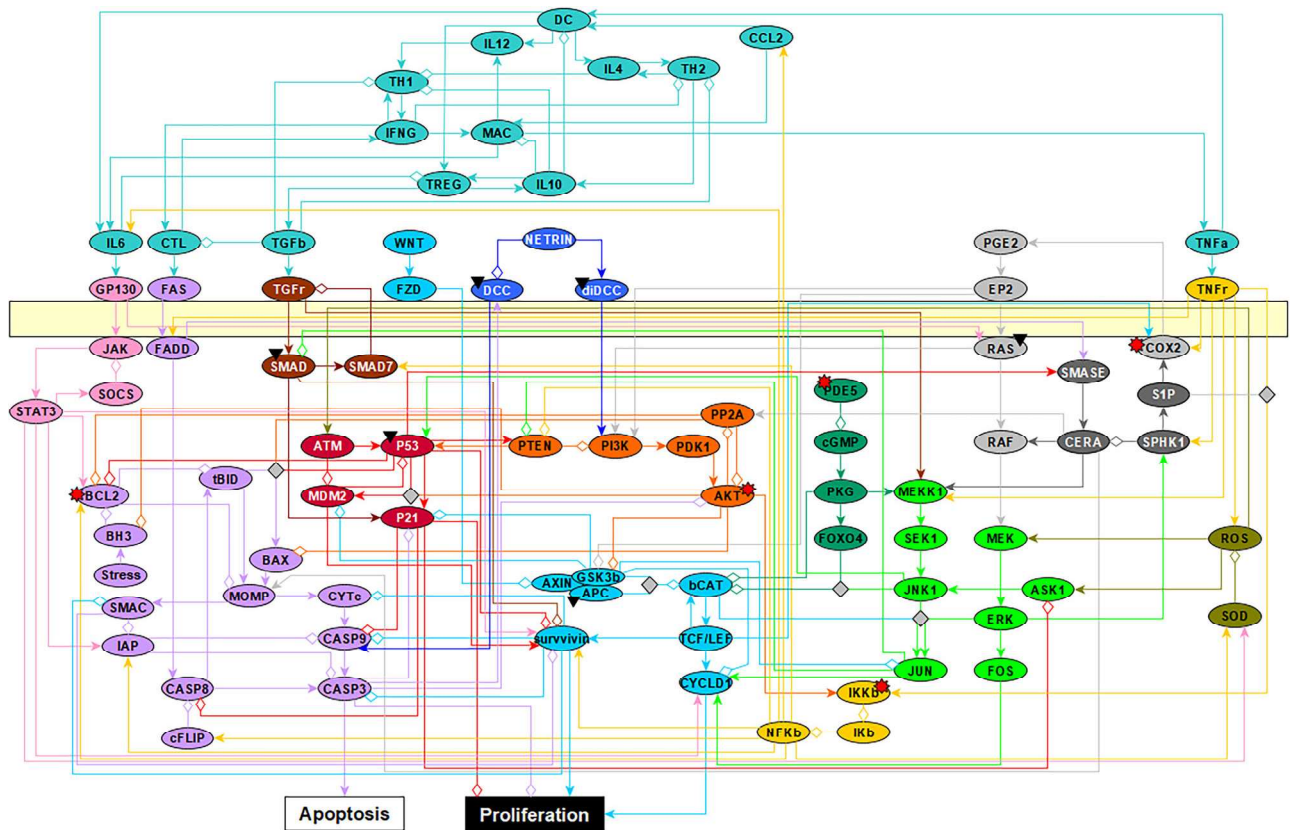 DC
IL12
CCL2
IL4
TH2
TH1
IFNG
MAC
TREG
IL10
IL6
CTL
TGFb
WNT
NETRIN
PGE2
TNFa
GP130
FAS
TGFr
FZD
DCC
diDCC
EP2
TNFr
JAK
FADD
SMAD
SMAD7
RAS
COX2
SMASE
SOCS
PDE5
S1P
STAT3
PP2A
ATM
P53
PTEN
PI3K
PDK1
cGMP
RAF
CERA
SPHK1
tBID
BCL2
MDM2
AKT
PKG
MEKK1
P21
BH3
FOXO4
SEK1
MEK
ROS
BAX
Stress
AXIN
GSK3b
APC
bCAT
JNK1
ASK1
MOMP
CYTc
SMAC
ERK
SOD
IAP
CASP9
survvivin
TCF/LEF
JUN
FOS
CASP8
CASP3
CYCLD1
IKKb
cFLIP
NFKb
IKb
Apoptosis
Proliferation